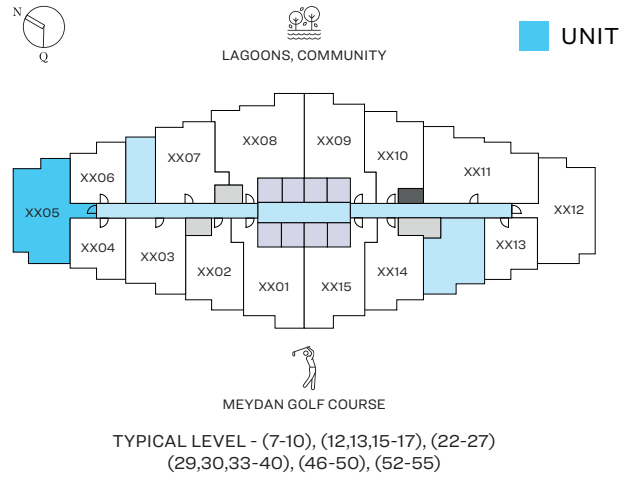 N
Q
LAGOONS, COMMUNITY
UNIT
XX08
XX09
XX07
XX10
XX06
XX11
XX05
XX12
XX04
XX13
XX03
XX02
XX14
XX01
XX15
MEYDAN GOLF COURSE
TYPICAL LEVEL - (7-10), (12,13,15-17), (22-27)
(29,30,33-40), (46-50), (52-55)